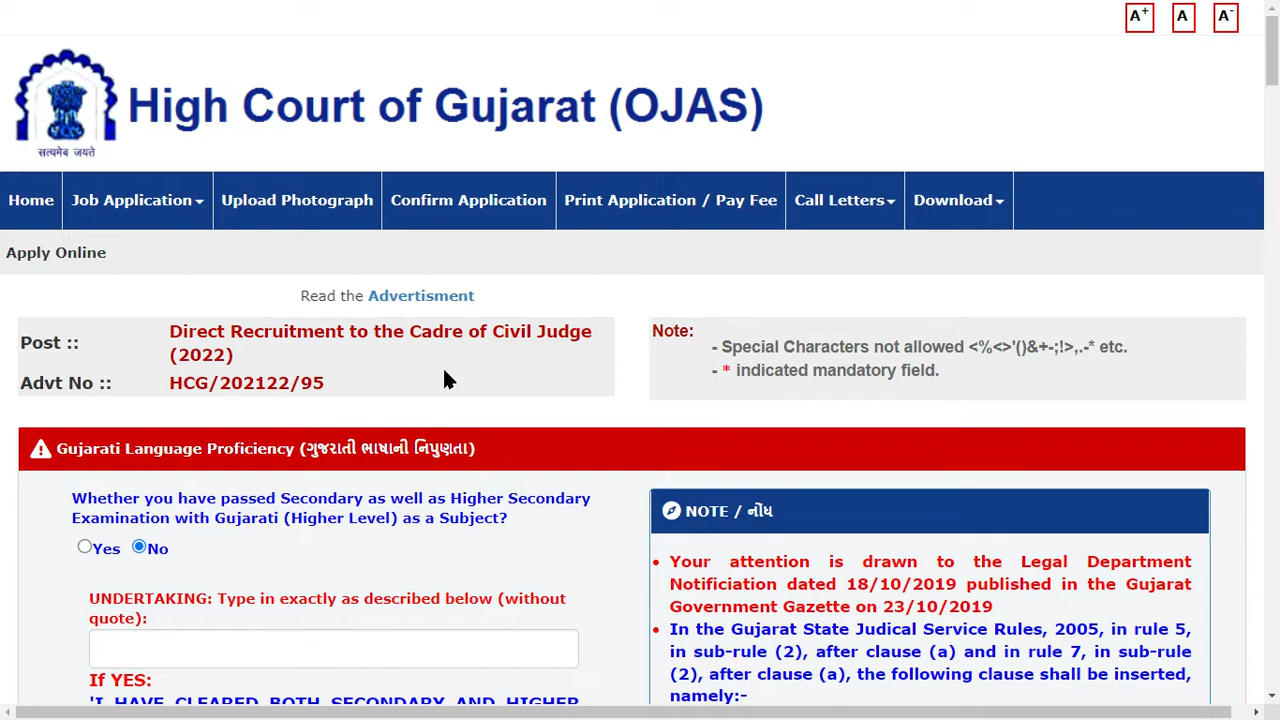 A+ A A-
सत्यमेव जयते
High Court of Gujarat (OJAS)
Home Job Application Upload Photograph Confirm Application Print Application / Pay Fee Call Letters Download
Apply Online
Read the Advertisment
Post :: Direct Recruitment to the Cadre of Civil Judge
(2022)
Advt No :: HCG/202122/95
Note:
- Special Characters not allowed <%<>'()&+-;!>,.-* etc.
- * indicated mandatory field.
Gujarati Language Proficiency (ગુજરાતી ભાષાની નિપુણતા)
Whether you have passed Secondary as well as Higher Secondary
Examination with Gujarati (Higher Level) as a Subject?
Yes No
UNDERTAKING: Type in exactly as described below (without
quote):
If YES:
'I HAVE CLEARED BOTH SECONDARY AND HIGHER
NOTE / નોંધ
• Your attention is drawn to the Legal Department
Notificiation dated 18/10/2019 published in the Gujarat
Government Gazette on 23/10/2019
• In the Gujarat State Judicial Service Rules, 2005, in rule 5,
in sub-rule (2), after clause (a) and in rule 7, in sub-rule
(2), after clause (a), the following clause shall be inserted,
namely:-